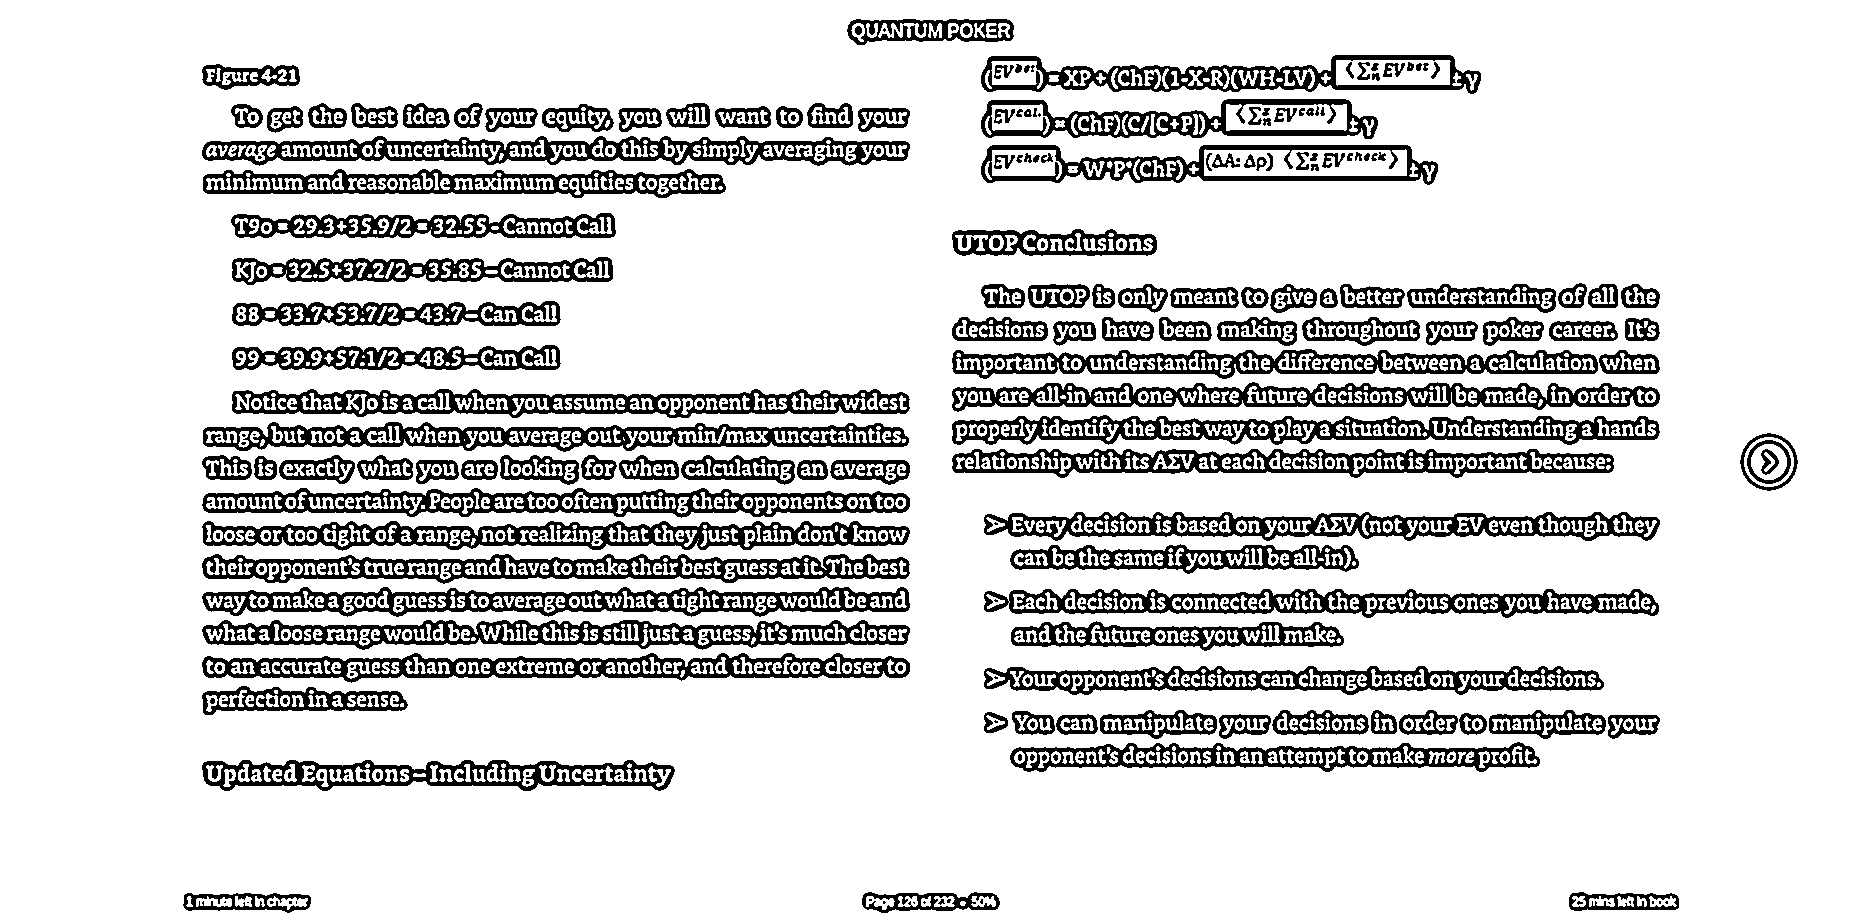 QUANTUM POKER
Figure 4-21
To get the best idea of your equity, you will want to find your
average amount of uncertainty, and you do this by simply averaging your
minimum and reasonable maximum equities together.
T9o = 29.3+35.9/2 = 32.55 – Cannot Call
KJo = 32.5+37.2/2 = 35.85 – Cannot Call
88 = 33.7+53.7/2 = 43.7 – Can Call
99 = 39.9+57.1/2 = 48.5 – Can Call
Notice that KJo is a call when you assume an opponent has their widest
range, but not a call when you average out your min/max uncertainties.
This is exactly what you are looking for when calculating an average
amount of uncertainty. People are too often putting their opponents on too
loose or too tight of a range, not realizing that they just plain don't know
their opponent's true range and have to make their best guess at it. The best
way to make a good guess is to average out what a tight range would be and
what a loose range would be. While this is still just a guess, it's much closer
to an accurate guess than one extreme or another, and therefore closer to
perfection in a sense.
Updated Equations – Including Uncertainty
(EV^bet) = XP + (ChF)(1-X-R)(WH-LV) + ⟨Σ^z_n EV^bet⟩ ± γ
(EV^cal.) = (ChF)(C/[C+P]) + ⟨Σ^z_n EV^call⟩ ± γ
(EV^check) = W*P*(ChF) + (ΔA: Δρ) ⟨Σ^z_n EV^check⟩ ± γ
UTOP Conclusions
The UTOP is only meant to give a better understanding of all the
decisions you have been making throughout your poker career. It's
important to understanding the difference between a calculation when
you are all-in and one where future decisions will be made, in order to
properly identify the best way to play a situation. Understanding a hands
relationship with its AΣV at each decision point is important because:
➢ Every decision is based on your AΣV (not your EV even though they
can be the same if you will be all-in).
➢ Each decision is connected with the previous ones you have made,
and the future ones you will make.
➢ Your opponent's decisions can change based on your decisions.
➢ You can manipulate your decisions in order to manipulate your
opponent's decisions in an attempt to make more profit.
1 minute left in chapter
Page 126 of 232 • 50%
25 mins left in book